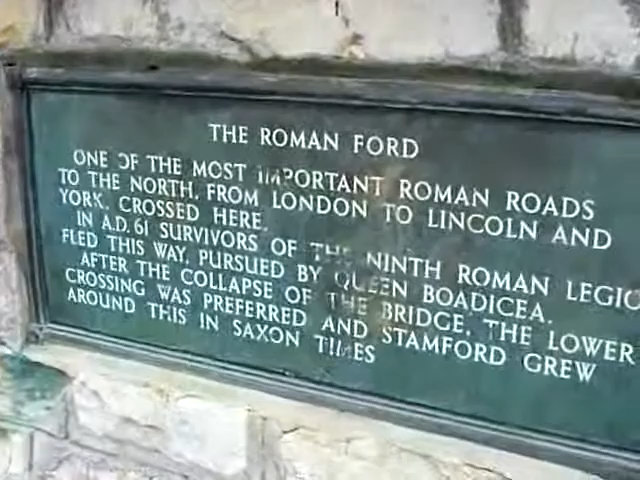 THE ROMAN FORD
ONE OF THE MOST IMPORTANT ROMAN ROADS
TO THE NORTH, FROM LONDON TO LINCOLN AND
YORK, CROSSED HERE.
IN A.D. 61 SURVIVORS OF THE NINTH ROMAN LEGIO
FLED THIS WAY, PURSUED BY QUEEN BOADICEA.
AFTER THE COLLAPSE OF THE BRIDGE, THE LOWER
CROSSING WAS PREFERRED AND STAMFORD GREW
AROUND THIS IN SAXON TIMES